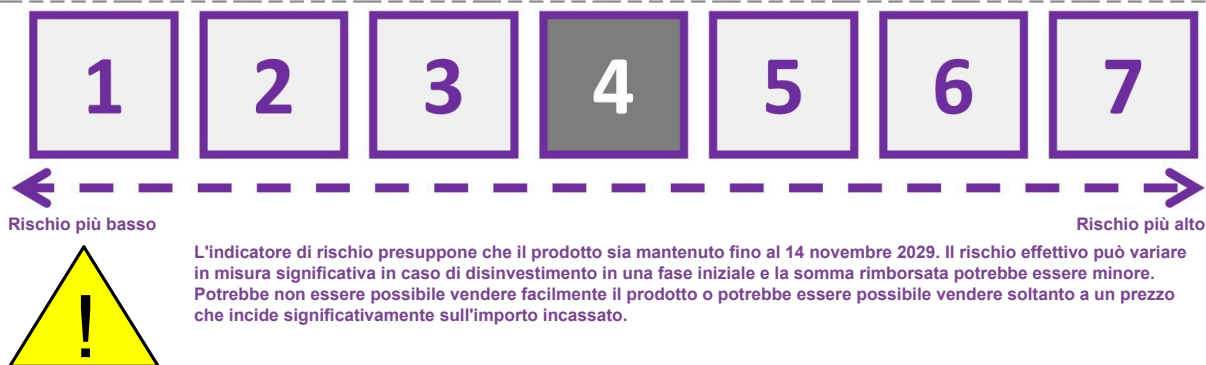 1 2 3 4 5 6 7
Rischio più basso Rischio più alto
L'indicatore di rischio presuppone che il prodotto sia mantenuto fino al 14 novembre 2029. Il rischio effettivo può variare
in misura significativa in caso di disinvestimento in una fase iniziale e la somma rimborsata potrebbe essere minore.
Potrebbe non essere possibile vendere facilmente il prodotto o potrebbe essere possibile vendere soltanto a un prezzo
che incide significativamente sull'importo incassato.
!